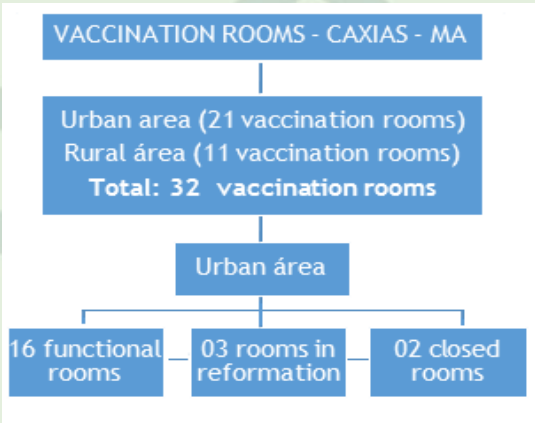 VACCINATION ROOMS - CAXIAS - MA
Urban area (21 vaccination rooms)
Rural área (11 vaccination rooms)
Total: 32 vaccination rooms
Urban área
16 functional
rooms
03 rooms in
reformation
02 closed
rooms